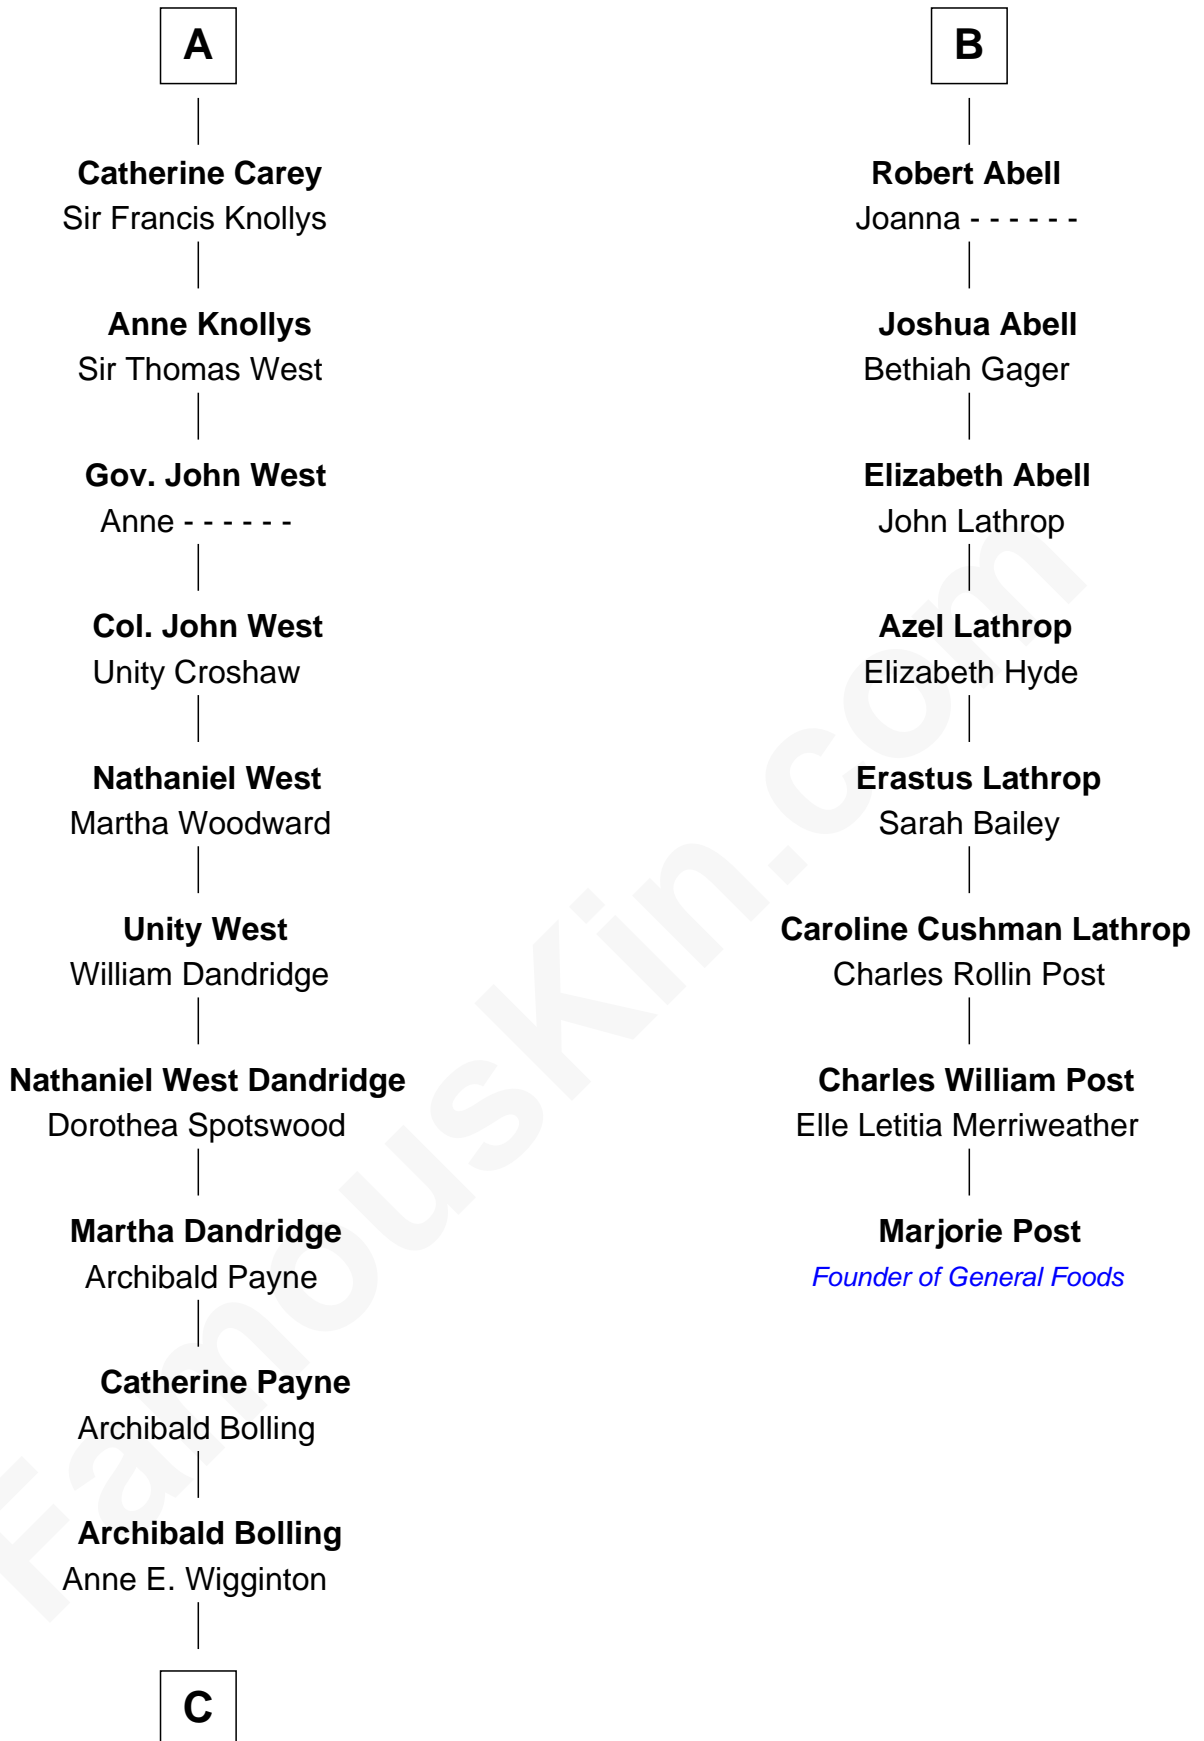 A
Catherine Carey
Sir Francis Knollys
Anne Knollys
Sir Thomas West
Gov. John West
Anne - - - - - -
Col. John West
Unity Croshaw
Nathaniel West
Martha Woodward
Unity West
William Dandridge
Nathaniel West Dandridge
Dorothea Spotswood
Martha Dandridge
Archibald Payne
Catherine Payne
Archibald Bolling
Archibald Bolling
Anne E. Wigginton
C
B
Robert Abell
Joanna - - - - - -
Joshua Abell
Bethiah Gager
Elizabeth Abell
John Lathrop
Azel Lathrop
Elizabeth Hyde
Erastus Lathrop
Sarah Bailey
Caroline Cushman Lathrop
Charles Rollin Post
Charles William Post
Elle Letitia Merriweather
Marjorie Post
Founder of General Foods
FamousKin.com